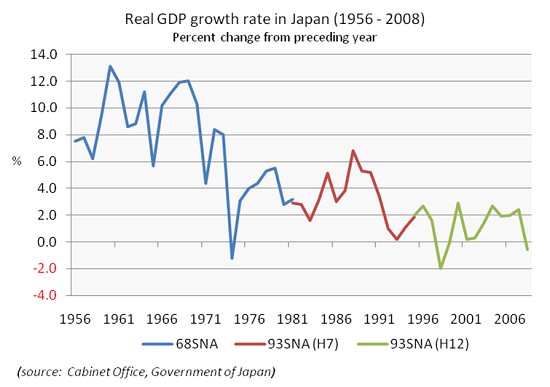 Real GDP growth rate in Japan (1956 - 2008)
Percent change from preceding year
14.0
12.0
10.0
8.0
%
6.0
4.0
2.0
0.0
-2.0
-4.0
1956 1961 1966 1971 1976 1981 1986 1991 1996 2001 2006
68SNA 93SNA (H7) 93SNA (H12)
(source: Cabinet Office, Government of Japan)